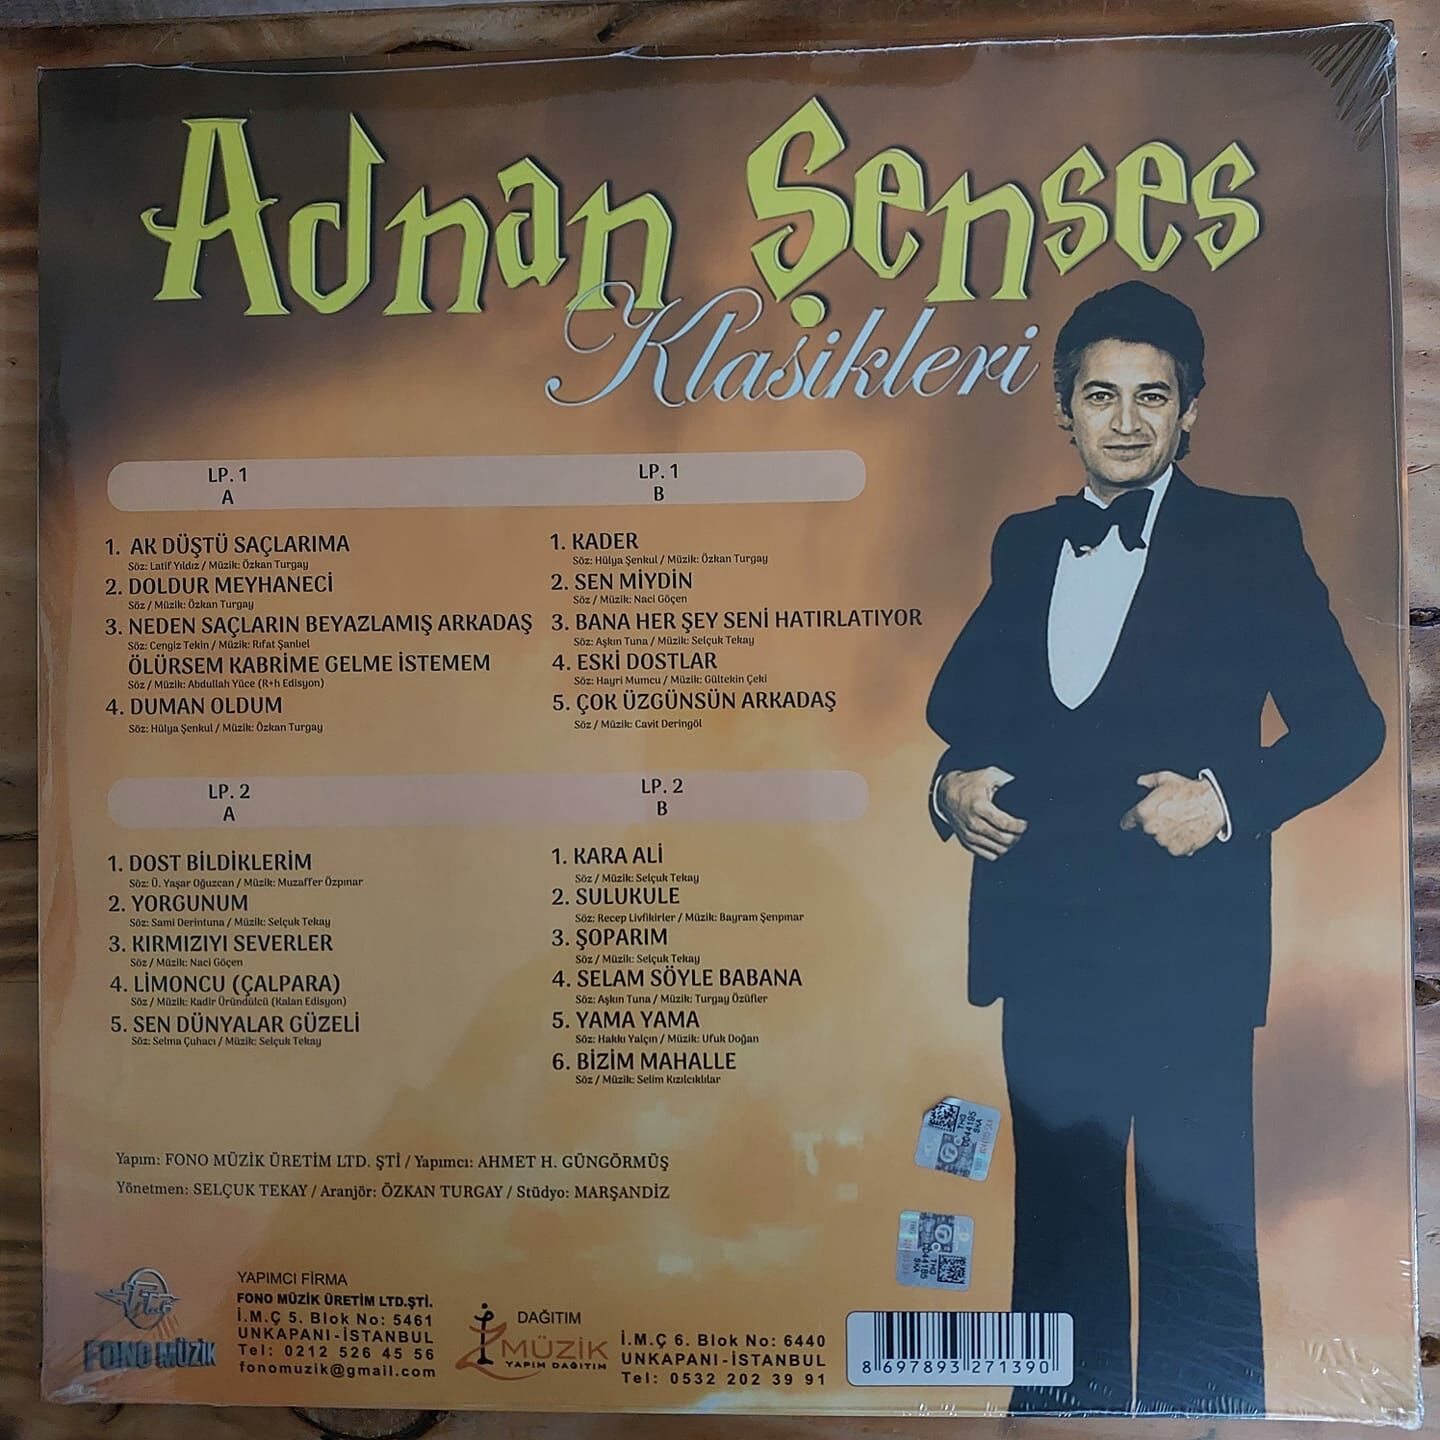 Adnan Şenses
Klasikleri
LP. 1
A
1. AK DÜŞTÜ SAÇLARIMA
Söz: Latif Yıldız / Müzik: Özkan Turgay
2. DOLDUR MEYHANECİ
Söz / Müzik: Özkan Turgay
3. NEDEN SAÇLARIN BEYAZLAMIŞ ARKADAŞ
Söz: Cengiz Tekin / Müzik: Rıfat Şanlıel
ÖLÜRSEM KABRİME GELME İSTEMEM
Söz / Müzik: Abdullah Yüce (R+h Edisyon)
4. DUMAN OLDUM
Söz: Hülya Şenkul / Müzik: Özkan Turgay
LP. 1
B
1. KADER
Söz: Hülya Şenkul / Müzik: Özkan Turgay
2. SEN MİYDİN
Söz / Müzik: Naci Göçen
3. BANA HER ŞEY SENİ HATIRLATIYOR
Söz: Aşkın Tuna / Müzik: Selçuk Tekay
4. ESKİ DOSTLAR
Söz: Hayri Mumcu / Müzik: Gültekin Çeki
5. ÇOK ÜZGÜNSÜN ARKADAŞ
Söz / Müzik: Cavit Deringöl
LP. 2
A
1. DOST BİLDİKLERİM
Söz: Ü. Yaşar Oğuzcan / Müzik: Muzaffer Özpınar
2. YORGUNUM
Söz: Sami Derintuna / Müzik: Selçuk Tekay
3. KIRMIZIYI SEVERLER
Söz / Müzik: Naci Göçen
4. LİMONCU (ÇALPARA)
Söz / Müzik: Kadir Üründülcü (Kalan Edisyon)
5. SEN DÜNYALAR GÜZELİ
Söz: Selma Çuhacı / Müzik: Selçuk Tekay
LP. 2
B
1. KARA ALİ
Söz / Müzik: Selçuk Tekay
2. SULUKULE
Söz: Recep Livfikirler / Müzik: Bayram Şenpınar
3. ŞOPARIM
Söz / Müzik: Selçuk Tekay
4. SELAM SÖYLE BABANA
Söz: Aşkın Tuna / Müzik: Turgay Özüfler
5. YAMA YAMA
Söz: Hakkı Yalçın / Müzik: Ufuk Doğan
6. BİZİM MAHALLE
Söz / Müzik: Selim Kızılcıklılar
Yapım: FONO MÜZİK ÜRETİM LTD. ŞTİ / Yapımcı: AHMET H. GÜNGÖRMÜŞ
Yönetmen: SELÇUK TEKAY / Aranjör: ÖZKAN TURGAY / Stüdyo: MARŞANDİZ
FONO MÜZİK
YAPIMCI FİRMA
FONO MÜZİK ÜRETİM LTD.ŞTİ.
İ.M.Ç 5. Blok No: 5461
UNKAPANI-İSTANBUL
Tel: 0212 526 45 56
fonomuzik@gmail.com
DAĞITIM
MÜZİK
YAPIM DAĞITIM
İ.M.Ç 6. Blok No: 6440
UNKAPANI-İSTANBUL
Tel: 0532 202 39 91
8 697893 271390